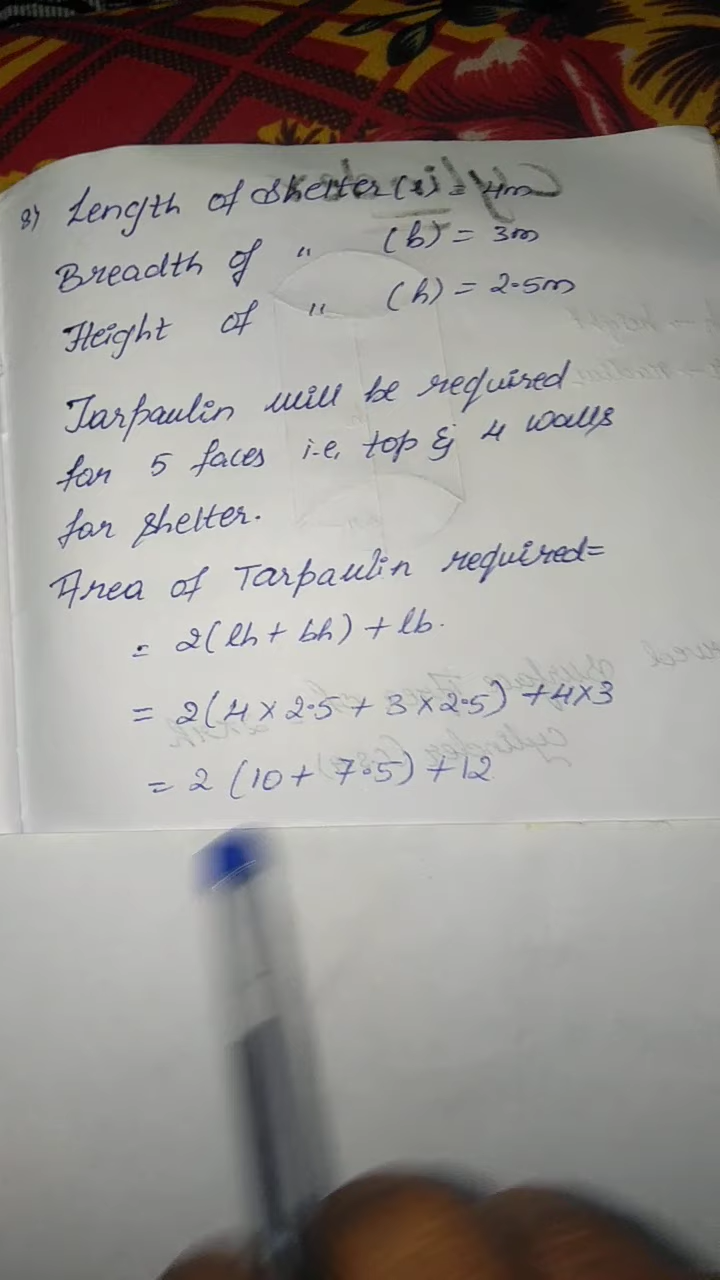 8) Length of Shelter (l) = 4m
Breadth of " (b) = 3m
Height of " (h) = 2.5m
Tarpaulin will be required
for 5 faces i.e, top & 4 walls
for shelter.
Area of Tarpaulin required=
= 2(lh + bh) + lb.
= 2(4 × 2.5 + 3 × 2.5) + 4×3
= 2 (10 + 7.5) + 12